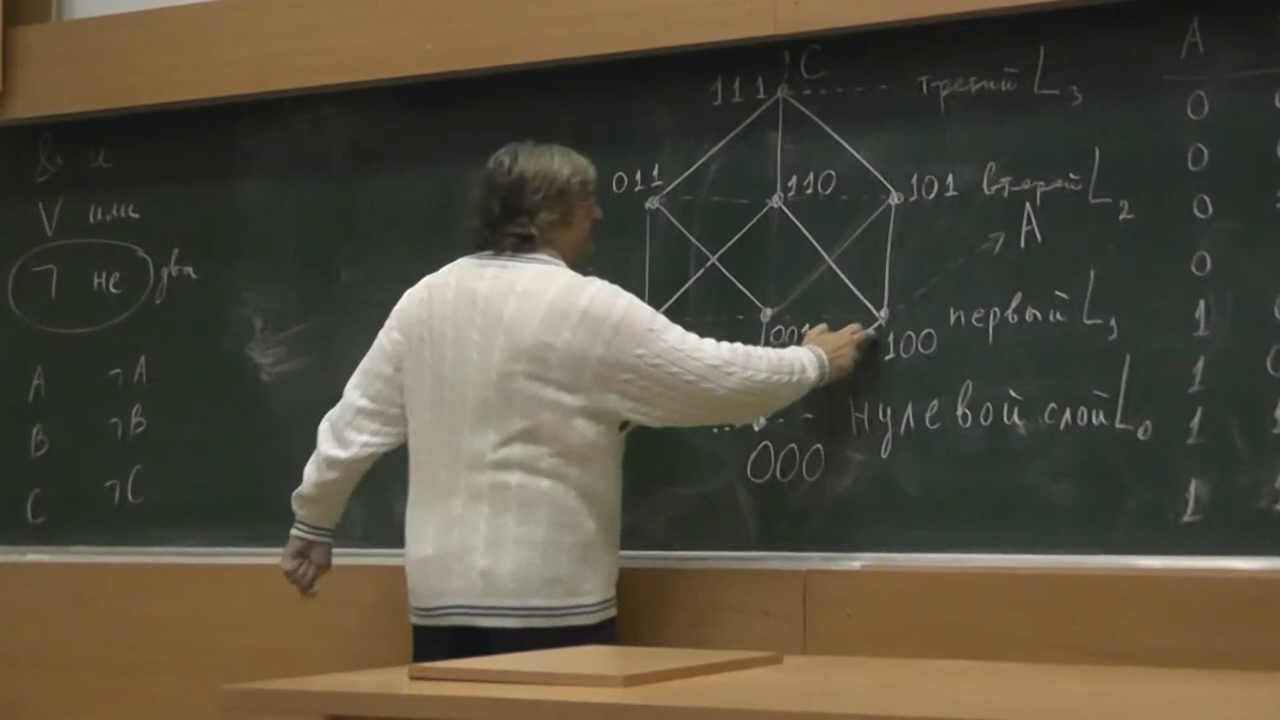 & и
V или
¬ не два
A ¬A
B ¬B
C ¬C
C
111 третий L3
011 110 101 второй L2
A
001 100 первый L1
000 нулевой слой L0
A
0
0
0
0
1
1
1
1